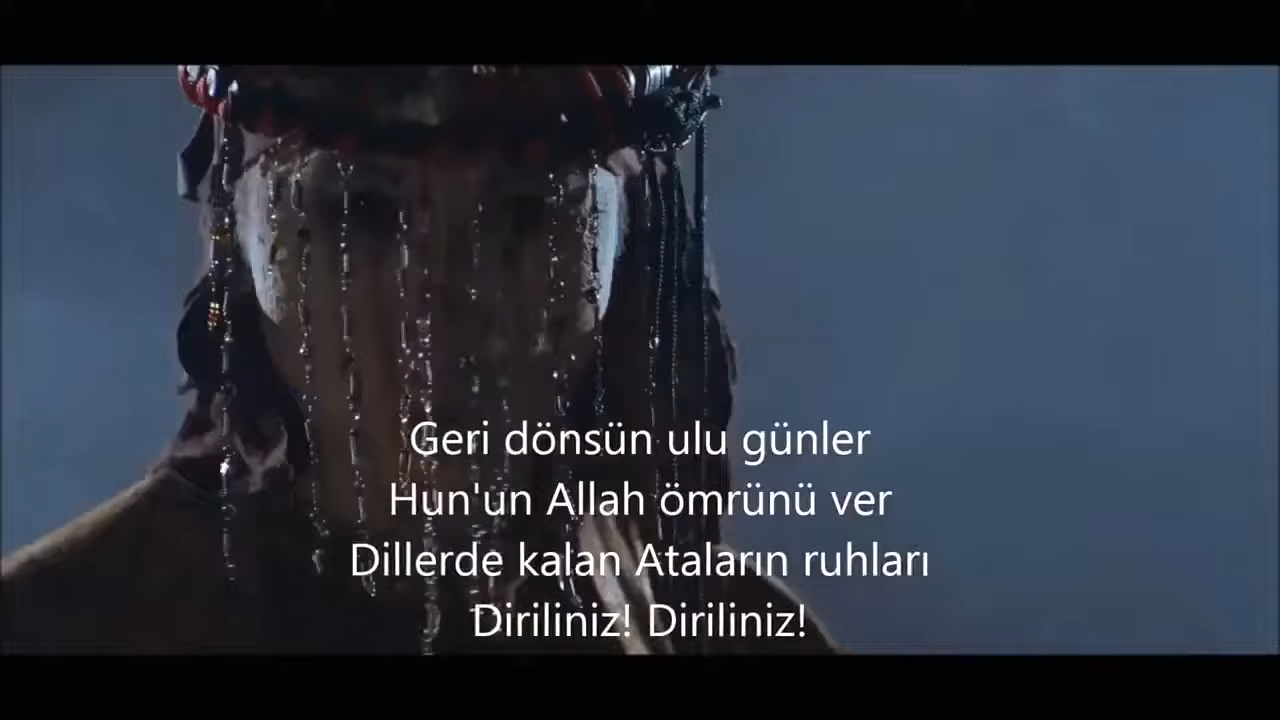 Geri dönsün ulu günler
Hun'un Allah ömrünü ver
Dillerde kalan Ataların ruhları
Diriliniz! Diriliniz!